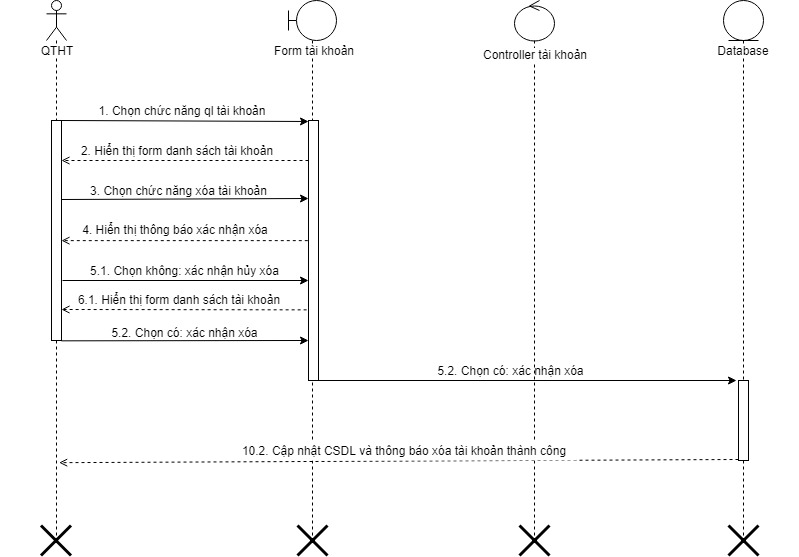 QTHT
Form tài khoản
Controller tài khoản
Database
1. Chọn chức năng ql tài khoản
2. Hiển thị form danh sách tài khoản
3. Chọn chức năng xóa tài khoản
4. Hiển thị thông báo xác nhận xóa
5.1. Chọn không: xác nhận hủy xóa
6.1. Hiển thị form danh sách tài khoản
5.2. Chọn có: xác nhận xóa
5.2. Chọn có: xác nhận xóa
10.2. Cập nhật CSDL và thông báo xóa tài khoản thành công